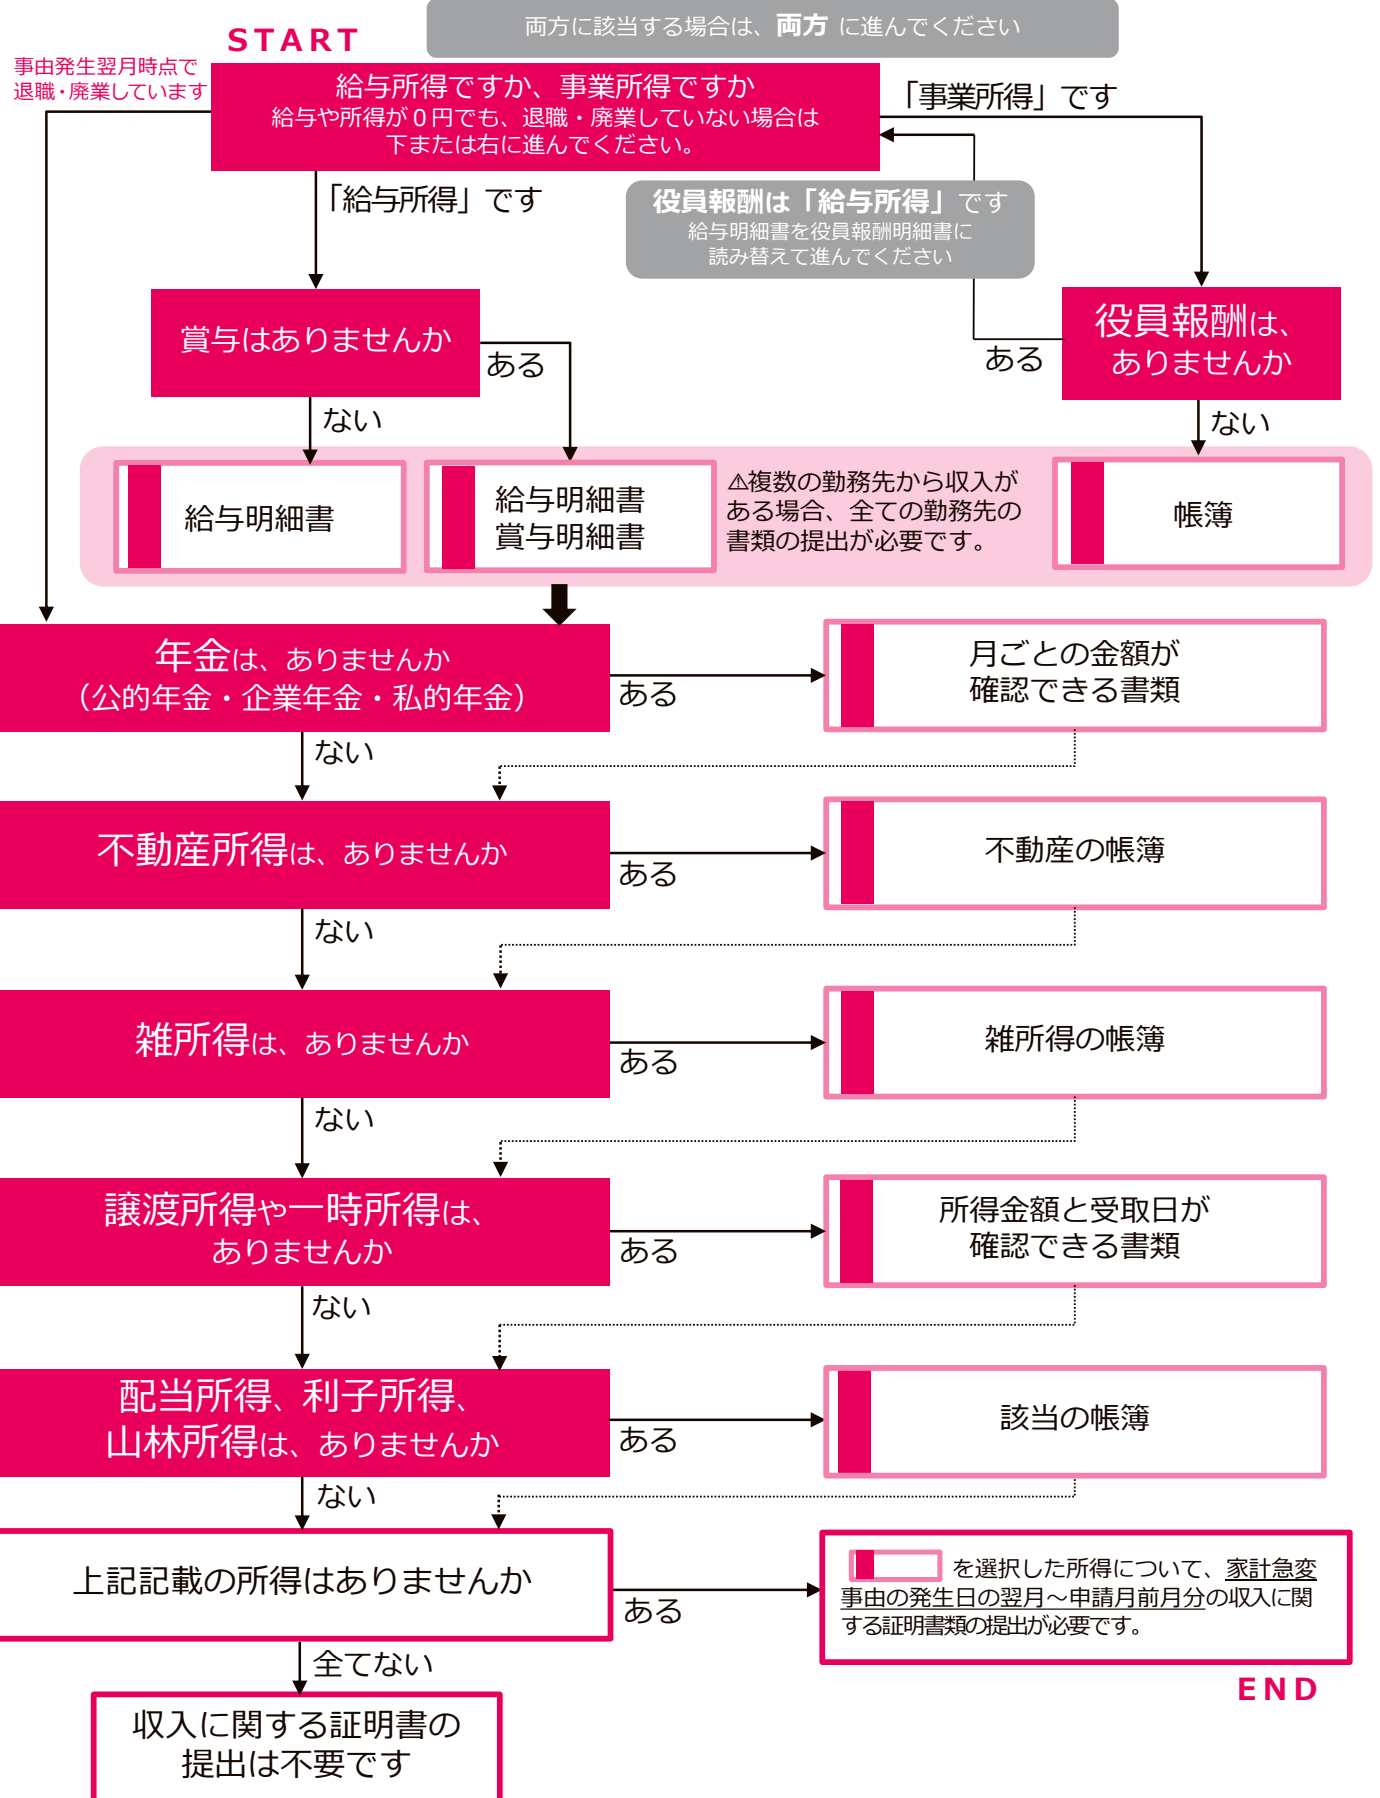 両方に該当する場合は、両方 に進んでください
START
事由発生翌月時点で
退職・廃業しています
給与所得ですか、事業所得ですか
給与や所得が０円でも、退職・廃業していない場合は
下または右に進んでください。
「事業所得」です
「給与所得」です
役員報酬は「給与所得」です
給与明細書を役員報酬明細書に
読み替えて進んでください
賞与はありませんか
ある
ない
役員報酬は、
ありませんか
ある
ない
給与明細書
給与明細書
賞与明細書
⚠複数の勤務先から収入が
ある場合、全ての勤務先の
書類の提出が必要です。
帳簿
年金は、ありませんか
（公的年金・企業年金・私的年金）
ある
月ごとの金額が
確認できる書類
ない
不動産所得は、ありませんか
ある
不動産の帳簿
ない
雑所得は、ありませんか
ある
雑所得の帳簿
ない
譲渡所得や一時所得は、
ありませんか
ある
所得金額と受取日が
確認できる書類
ない
配当所得、利子所得、
山林所得は、ありませんか
ある
該当の帳簿
ない
上記記載の所得はありませんか
ある
を選択した所得について、家計急変
事由の発生日の翌月～申請月前月分の収入に関
する証明書類の提出が必要です。
END
全てない
収入に関する証明書の
提出は不要です